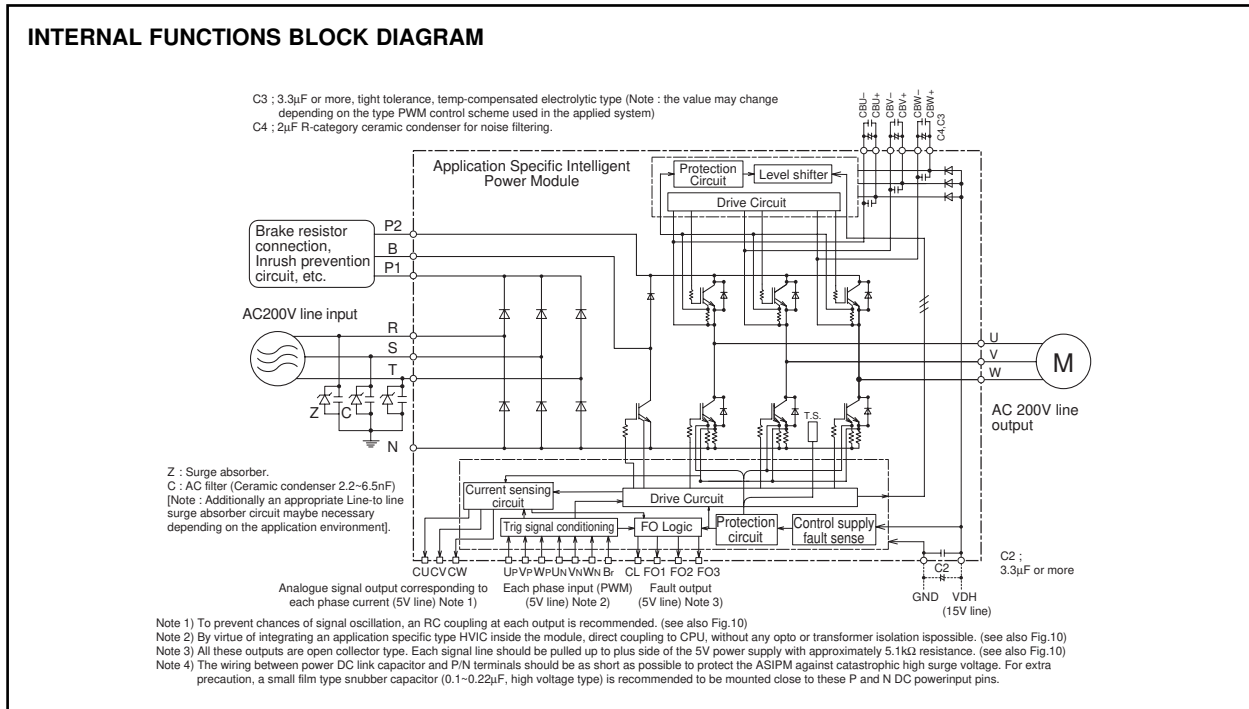 INTERNAL FUNCTIONS BLOCK DIAGRAM
C3 ; 3.3µF or more, tight tolerance, temp-compensated electrolytic type (Note : the value may change
depending on the type PWM control scheme used in the applied system)
C4 ; 2µF R-category ceramic condenser for noise filtering.
CBU–
CBU+
CBV–
CBV+
CBW–
CBW+
C4,C3
Application Specific Intelligent
Power Module
Protection
Circuit
Level shifter
Drive Circuit
Brake resistor
connection,
Inrush prevention
circuit, etc.
P2
B
P1
AC200V line input
R
S
T
Z
C
N
T.S.
U
V
W
M
AC 200V line
output
Z : Surge absorber.
C : AC filter (Ceramic condenser 2.2~6.5nF)
[Note : Additionally an appropriate Line-to line
surge absorber circuit maybe necessary
depending on the application environment].
Current sensing
circuit
Drive Curcuit
Trig signal conditioning
FO Logic
Protection
circuit
Control supply
fault sense
C2 ;
3.3µF or more
C2
CU CV CW
UP VP WP UN VN WN Br
CL FO1 FO2 FO3
GND VDH
(15V line)
Analogue signal output corresponding to
each phase current (5V line) Note 1)
Each phase input (PWM)
(5V line) Note 2)
Fault output
(5V line) Note 3)
Note 1) To prevent chances of signal oscillation, an RC coupling at each output is recommended. (see also Fig.10)
Note 2) By virtue of integrating an application specific type HVIC inside the module, direct coupling to CPU, without any opto or transformer isolation ispossible. (see also Fig.10)
Note 3) All these outputs are open collector type. Each signal line should be pulled up to plus side of the 5V power supply with approximately 5.1kΩ resistance. (see also Fig.10)
Note 4) The wiring between power DC link capacitor and P/N terminals should be as short as possible to protect the ASIPM against catastrophic high surge voltage. For extra
precaution, a small film type snubber capacitor (0.1~0.22µF, high voltage type) is recommended to be mounted close to these P and N DC powerinput pins.